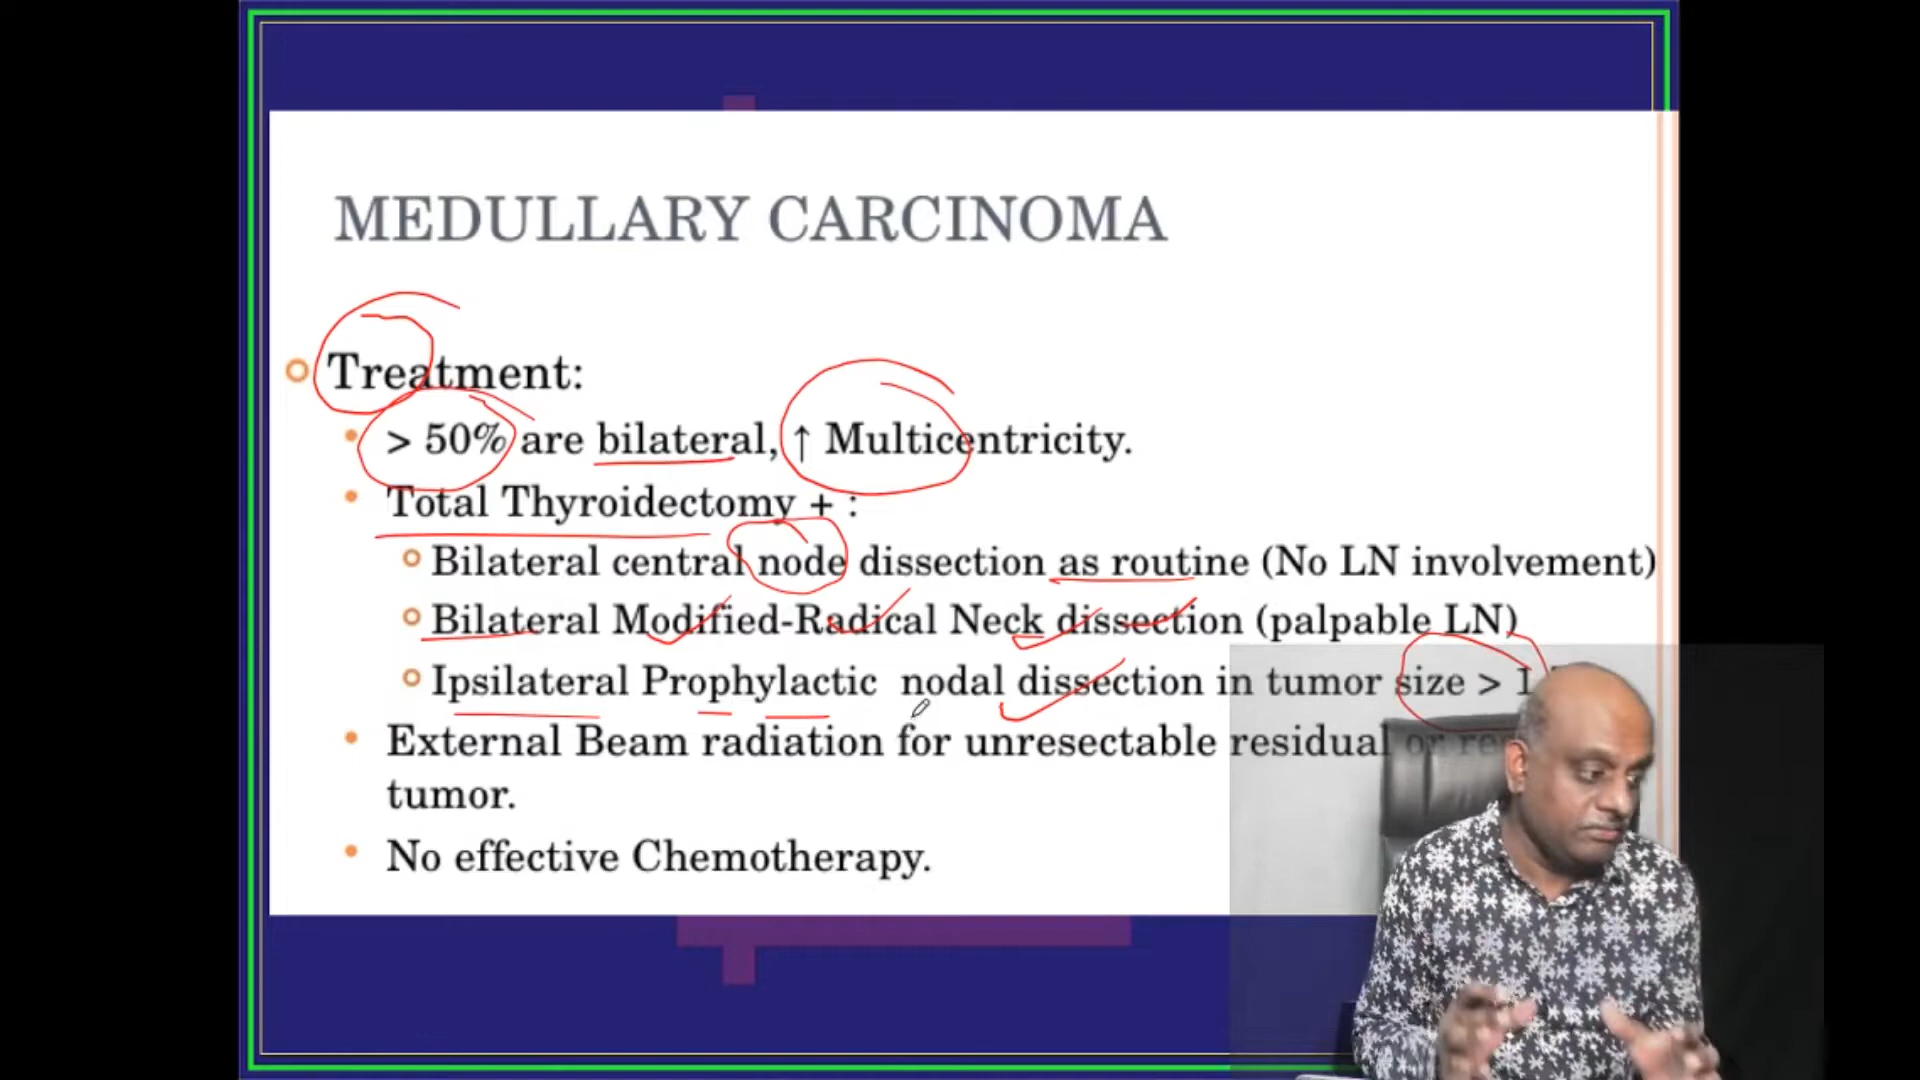 MEDULLARY CARCINOMA
Treatment:
> 50% are bilateral, ↑ Multicentricity.
Total Thyroidectomy + :
Bilateral central node dissection as routine (No LN involvement)
Bilateral Modified-Radical Neck dissection (palpable LN)
Ipsilateral Prophylactic nodal dissection in tumor size > 1
External Beam radiation for unresectable residual or
tumor.
No effective Chemotherapy.